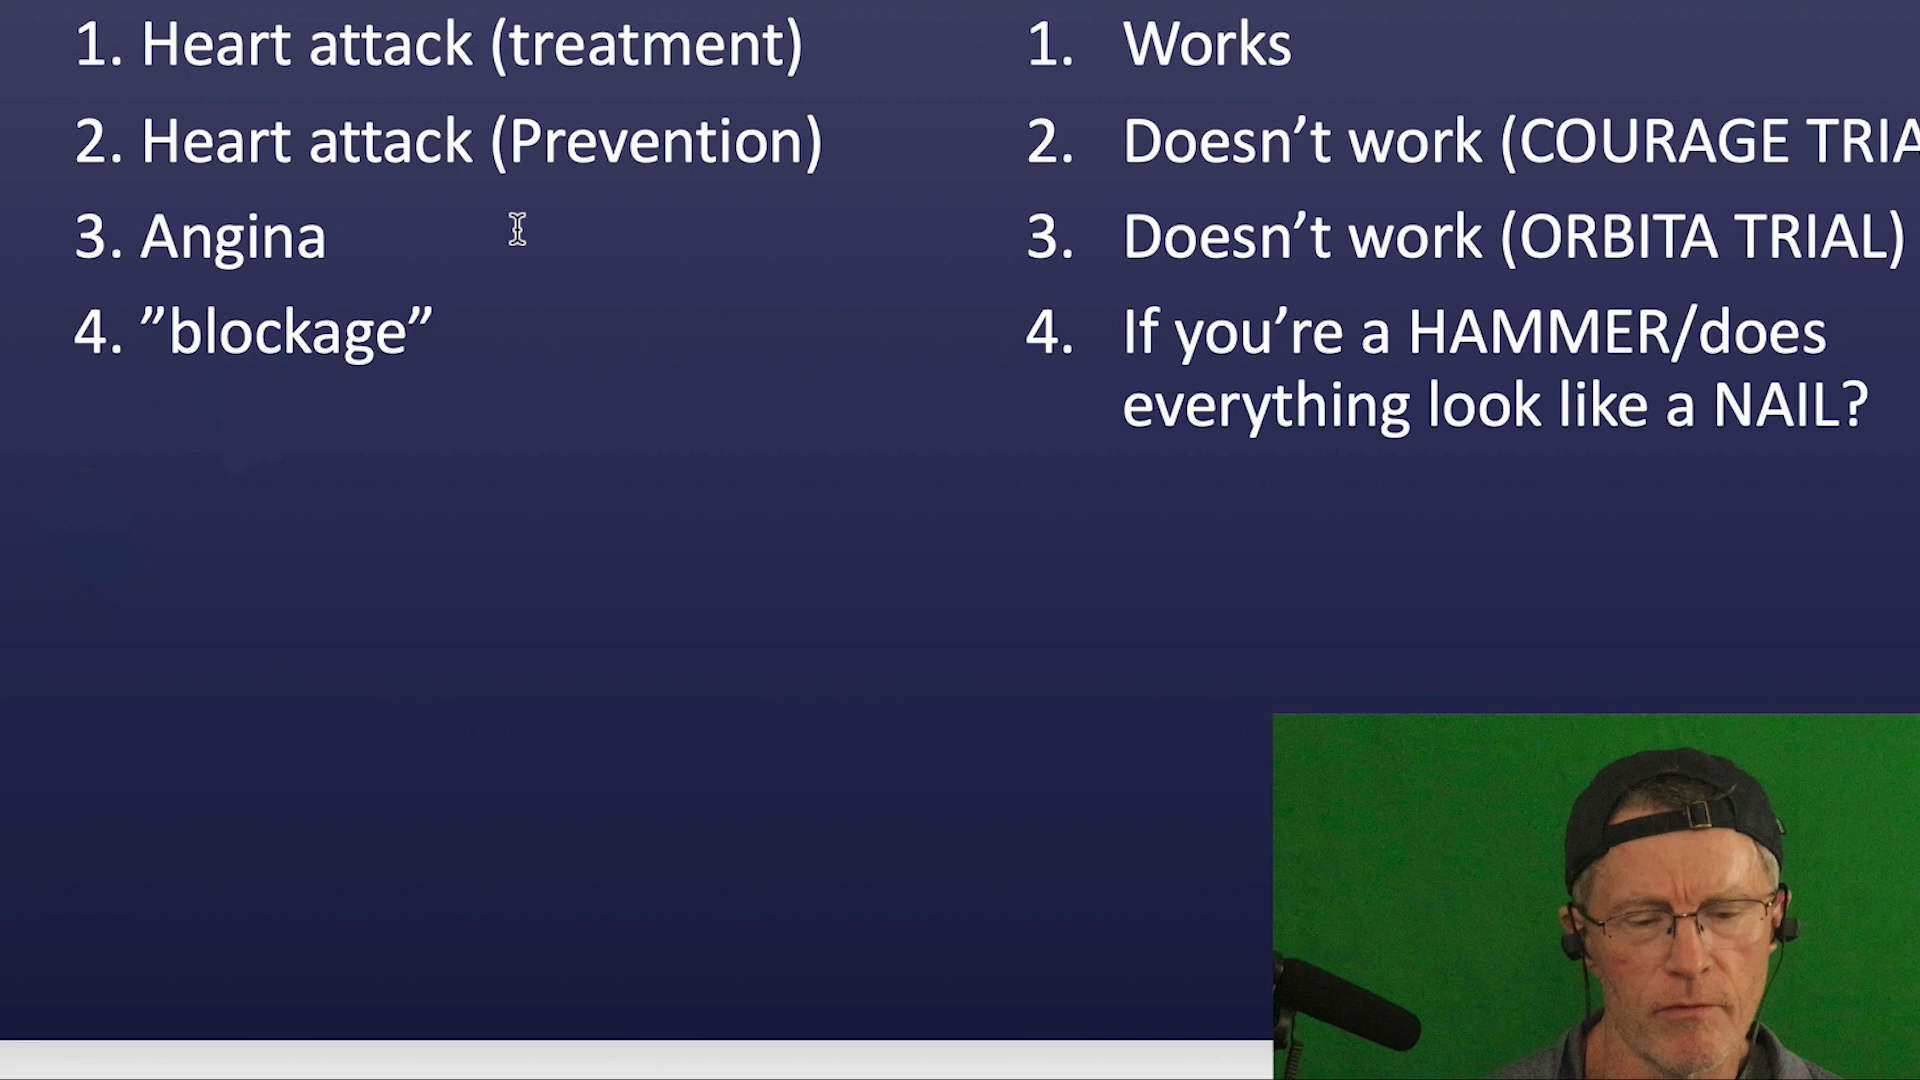 1. Heart attack (treatment)
2. Heart attack (Prevention)
3. Angina
4. ”blockage”
1. Works
2. Doesn’t work (COURAGE TRIA
3. Doesn’t work (ORBITA TRIAL)
4. If you’re a HAMMER/does
everything look like a NAIL?